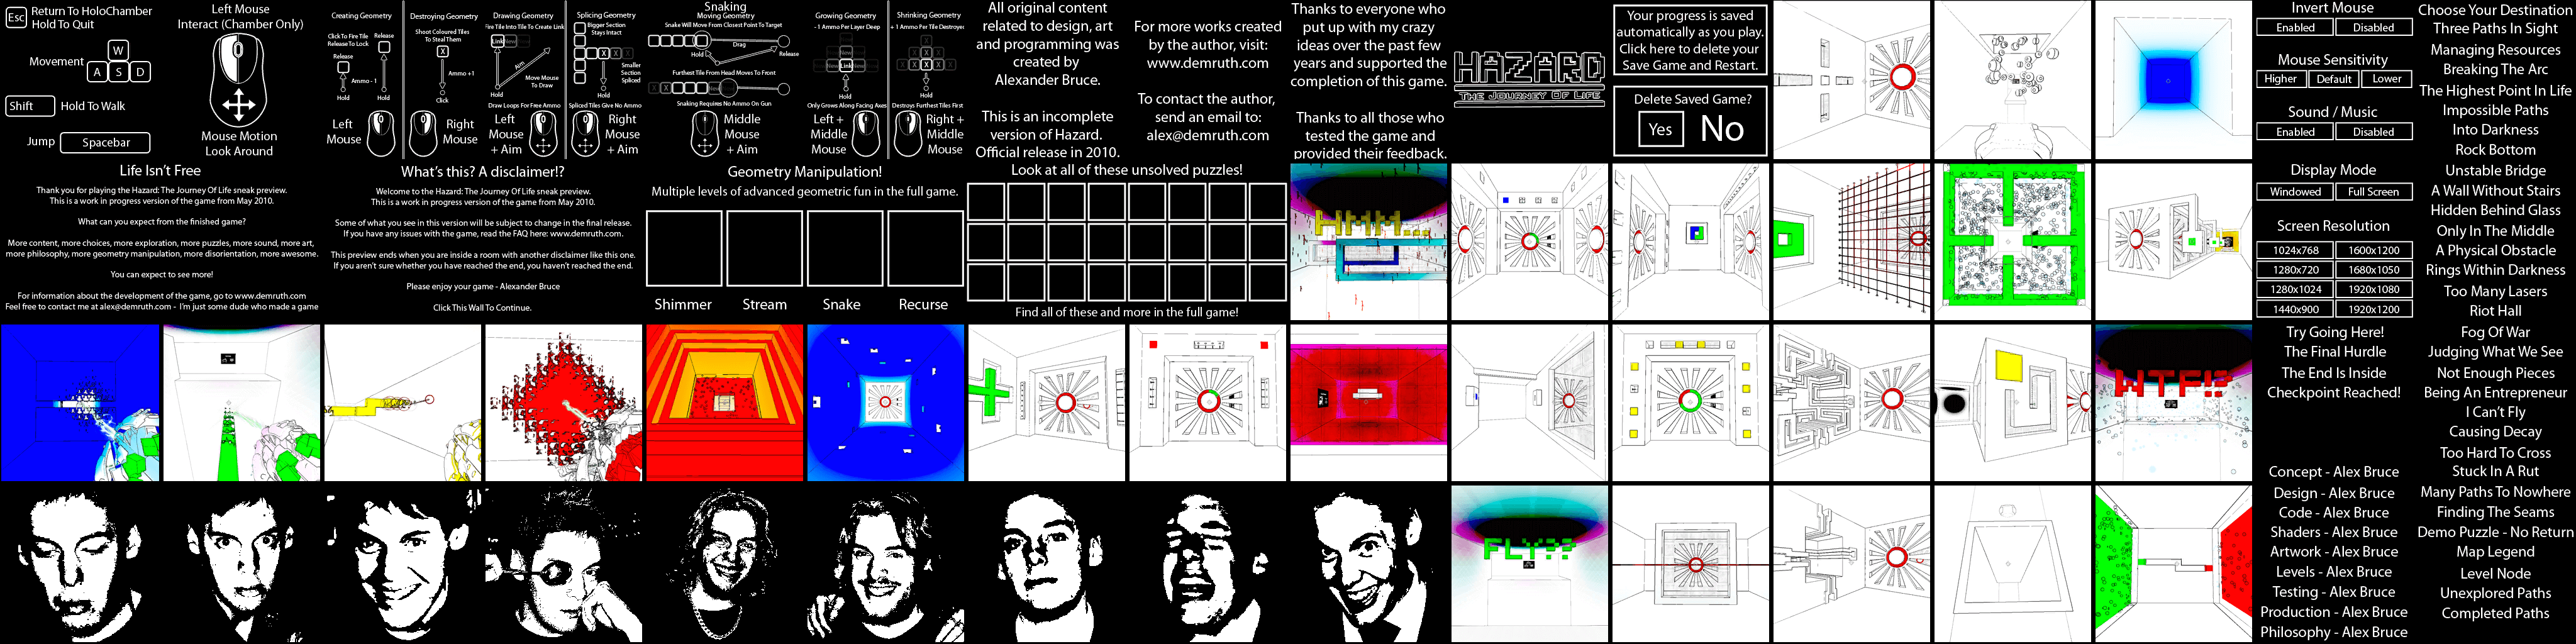 Esc
Return To HoloChamber
Hold To Quit
Movement
W
A S D
Shift
Hold To Walk
Jump
Spacebar
Left Mouse
Interact (Chamber Only)
Mouse Motion
Look Around
Creating Geometry
Click To Fire Tile
Release To Lock
Release
Release
Ammo - 1
Hold
Hold
Left
Mouse
Destroying Geometry
Shoot Coloured Tiles
To Steal Them
X
Ammo +1
Click
Right
Mouse
Drawing Geometry
Fire Tile Into Tile To Create Link
Aim
Move Mouse
To Draw
Hold
Draw Loops For Free Ammo
Left
Mouse
+ Aim
Splicing Geometry
Bigger Section
Stays Intact
X X X
Smaller
Section
Spliced
Hold
Spliced Tiles Give No Ammo
Right
Mouse
+ Aim
Snaking
Moving Geometry
Snake Will Move From Closest Point To Target
Drag
Hold
Release
Furthest Tile From Head Moves To Front
Hold
Snaking Requires No Ammo On Gun
Middle
Mouse
+ Aim
Growing Geometry
- 1 Ammo Per Layer Deep
Hold
Only Grows Along Facing Axes
Left +
Middle
Mouse
Shrinking Geometry
+ 1 Ammo Per Tile Destroyed
Hold
Destroys Furthest Tiles First
Right +
Middle
Mouse
All original content
related to design, art
and programming was
created by
Alexander Bruce.
This is an incomplete
version of Hazard.
Official release in 2010.
For more works created
by the author, visit:
www.demruth.com
To contact the author,
send an email to:
alex@demruth.com
Thanks to everyone who
put up with my crazy
ideas over the past few
years and supported the
completion of this game.
Thanks to all those who
tested the game and
provided their feedback.
HAZARD
THE JOURNEY OF LIFE
Your progress is saved
automatically as you play.
Click here to delete your
Save Game and Restart.
Delete Saved Game?
Yes
No
Invert Mouse
Enabled
Disabled
Mouse Sensitivity
Higher
Default
Lower
Sound / Music
Enabled
Disabled
Display Mode
Windowed
Full Screen
Screen Resolution
1024x768
1600x1200
1280x720
1680x1050
1280x1024
1920x1080
1440x900
1920x1200
Choose Your Destination
Three Paths In Sight
Managing Resources
Breaking The Arc
The Highest Point In Life
Impossible Paths
Into Darkness
Rock Bottom
Unstable Bridge
A Wall Without Stairs
Hidden Behind Glass
Only In The Middle
A Physical Obstacle
Rings Within Darkness
Too Many Lasers
Riot Hall
Life Isn't Free
Thank you for playing the Hazard: The Journey Of Life sneak preview.
This is a work in progress version of the game from May 2010.
What can you expect from the finished game?
More content, more choices, more exploration, more puzzles, more sound, more art,
more philosophy, more geometry manipulation, more disorientation, more awesome.
You can expect to see more!
For information about the development of the game, go to www.demruth.com
Feel free to contact me at alex@demruth.com - I'm just some dude who made a game
What's this? A disclaimer!?
Welcome to the Hazard: The Journey Of Life sneak preview.
This is a work in progress version of the game from May 2010.
Some of what you see in this version will be subject to change in the final release.
If you have any issues with the game, read the FAQ here: www.demruth.com.
This preview ends when you are inside a room with another disclaimer like this one.
If you aren't sure whether you have reached the end, you haven't reached the end.
Please enjoy your game - Alexander Bruce
Click This Wall To Continue.
Geometry Manipulation!
Multiple levels of advanced geometric fun in the full game.
Shimmer
Stream
Snake
Recurse
Look at all of these unsolved puzzles!
Find all of these and more in the full game!
Try Going Here!
The Final Hurdle
The End Is Inside
Checkpoint Reached!
Fog Of War
Judging What We See
Not Enough Pieces
Being An Entrepreneur
I Can't Fly
Causing Decay
Too Hard To Cross
Stuck In A Rut
WTF!?
FLY??
Concept - Alex Bruce
Design - Alex Bruce
Code - Alex Bruce
Shaders - Alex Bruce
Artwork - Alex Bruce
Levels - Alex Bruce
Testing - Alex Bruce
Production - Alex Bruce
Philosophy - Alex Bruce
Many Paths To Nowhere
Finding The Seams
Demo Puzzle - No Return
Map Legend
Level Node
Unexplored Paths
Completed Paths